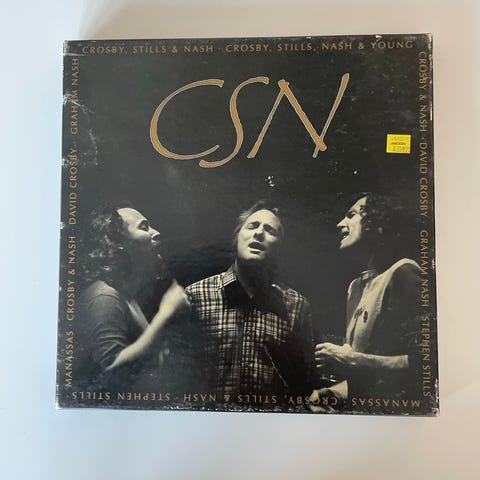 CROSBY, STILLS & NASH · CROSBY, STILLS, NASH & YOUNG
CSN
CROSBY & NASH · DAVID CROSBY · GRAHAM NASH · STEPHEN STILLS
MANASSAS · CROSBY, STILLS & NASH · STEPHEN STILLS
MANASSAS · CROSBY & NASH · DAVID CROSBY · GRAHAM NASH